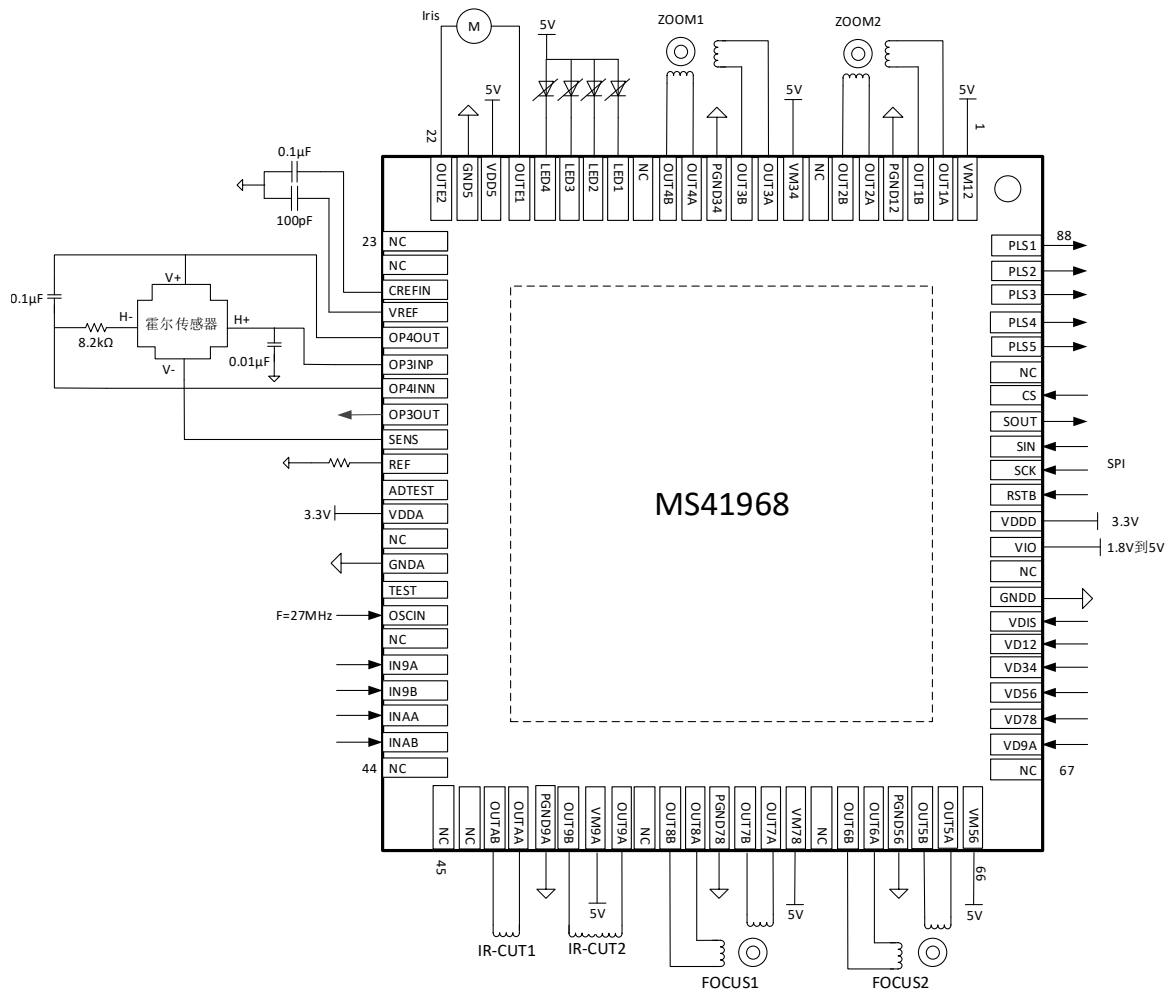 Iris
M
5V
ZOOM1
ZOOM2
5V
5V
5V
22
1
OUTE2
GND5
VDD5
OUTE1
LED4
LED3
LED2
LED1
NC
OUT4B
OUT4A
PGND34
OUT3B
OUT3A
VM34
NC
OUT2B
OUT2A
PGND12
OUT1B
OUT1A
VM12
0.1μF
100pF
23
NC
NC
CREFIN
VREF
OP4OUT
OP3INP
OP4INN
OP3OUT
SENS
REF
ADTEST
VDDA
NC
GNDA
TEST
OSCIN
NC
IN9A
IN9B
INAA
INAB
44
NC
0.1μF
V+
H-
霍尔传感器
H+
8.2kΩ
V-
0.01μF
3.3V
F=27MHz
MS41968
88
PLS1
PLS2
PLS3
PLS4
PLS5
NC
CS
SOUT
SIN
SCK
SPI
RSTB
VDDD
3.3V
VIO
1.8V到5V
NC
GNDD
VDIS
VD12
VD34
VD56
VD78
VD9A
NC
67
NC
NC
OUTAB
OUTAA
PGND9A
OUT9B
VM9A
OUT9A
NC
OUT8B
OUT8A
PGND78
OUT7B
OUT7A
VM78
NC
OUT6B
OUT6A
PGND56
OUT5B
OUT5A
VM56
45
66
5V
5V
5V
IR-CUT1
IR-CUT2
FOCUS1
FOCUS2